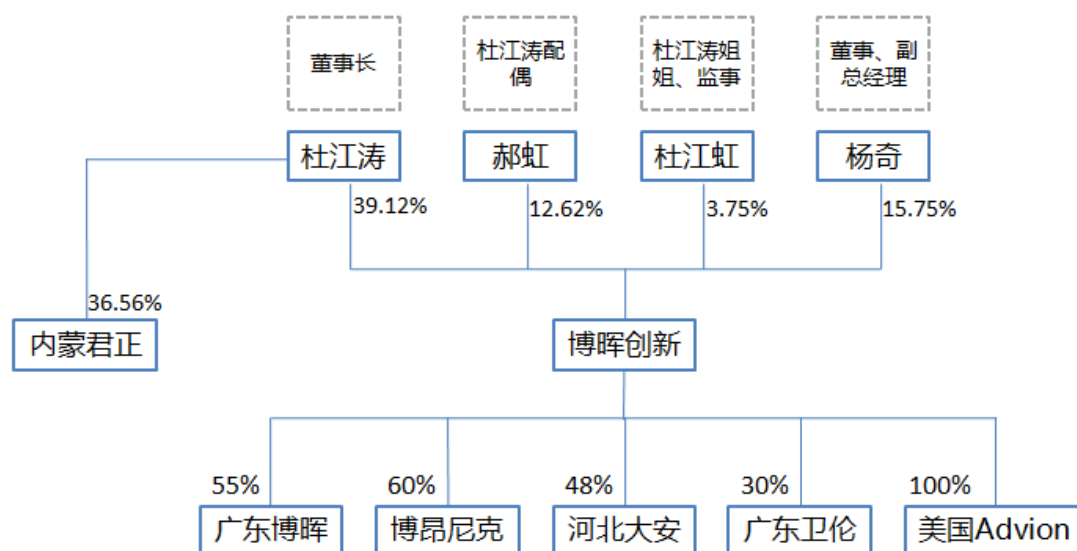 董事长
杜江涛配
偶
杜江涛姐
姐、监事
董事、副
总经理
杜江涛
郝虹
杜江虹
杨奇
39.12%
12.62%
3.75%
15.75%
36.56%
内蒙君正
博晖创新
55%
60%
48%
30%
100%
广东博晖
博昂尼克
河北大安
广东卫伦
美国Advion